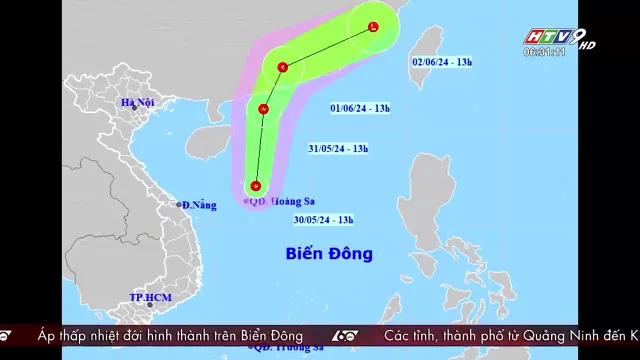 HTV9 HD
06:31:11
02/06/24 - 13h
Hà Nội
01/06/24 - 13h
31/05/24 - 13h
Đ.Nẵng
QĐ. Hoàng Sa
30/05/24 - 13h
Biển Đông
TP.HCM
Áp thấp nhiệt đới hình thành trên Biển Đông
60
Các tỉnh, thành phố từ Quảng Ninh đến K
QĐ. Trường Sa